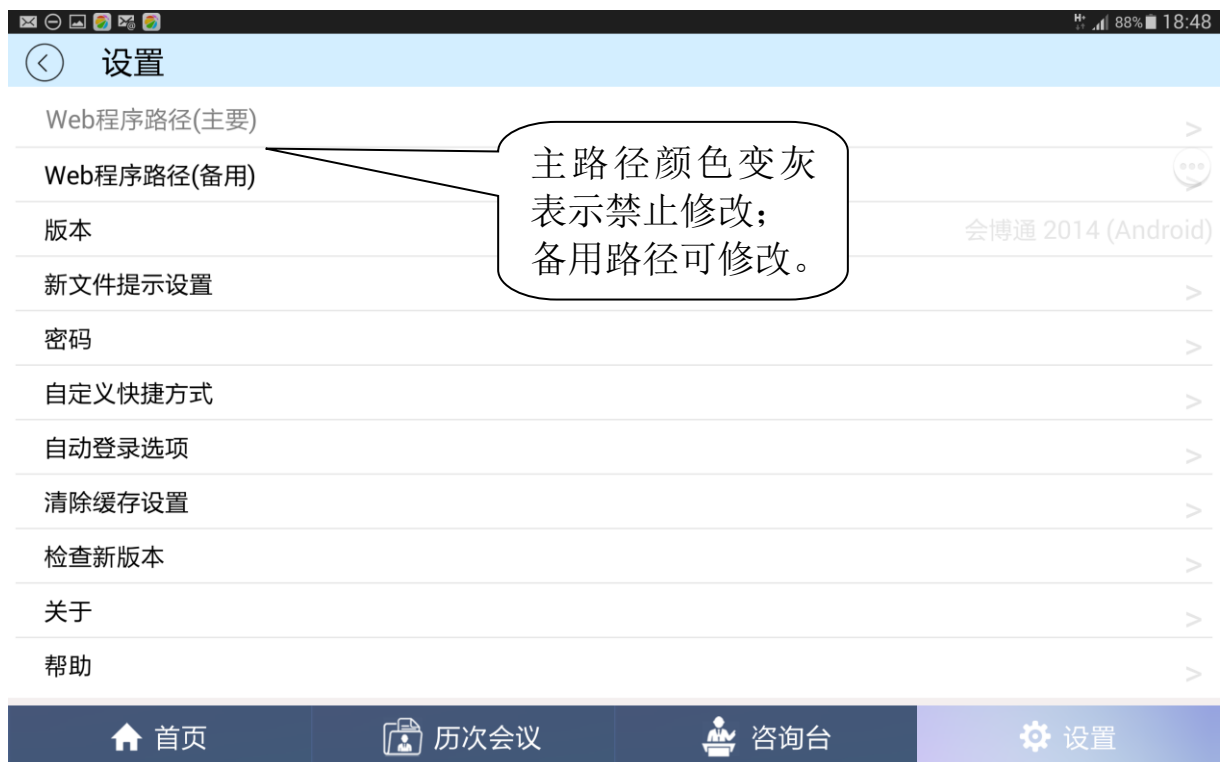 88% 18:48
设置
Web程序路径(主要)
>
Web程序路径(备用)
主路径颜色变灰
表示禁止修改；
备用路径可修改。
版本
会博通 2014 (Android)
新文件提示设置
>
密码
>
自定义快捷方式
>
自动登录选项
>
清除缓存设置
>
检查新版本
>
关于
>
帮助
>
首页
历次会议
咨询台
设置